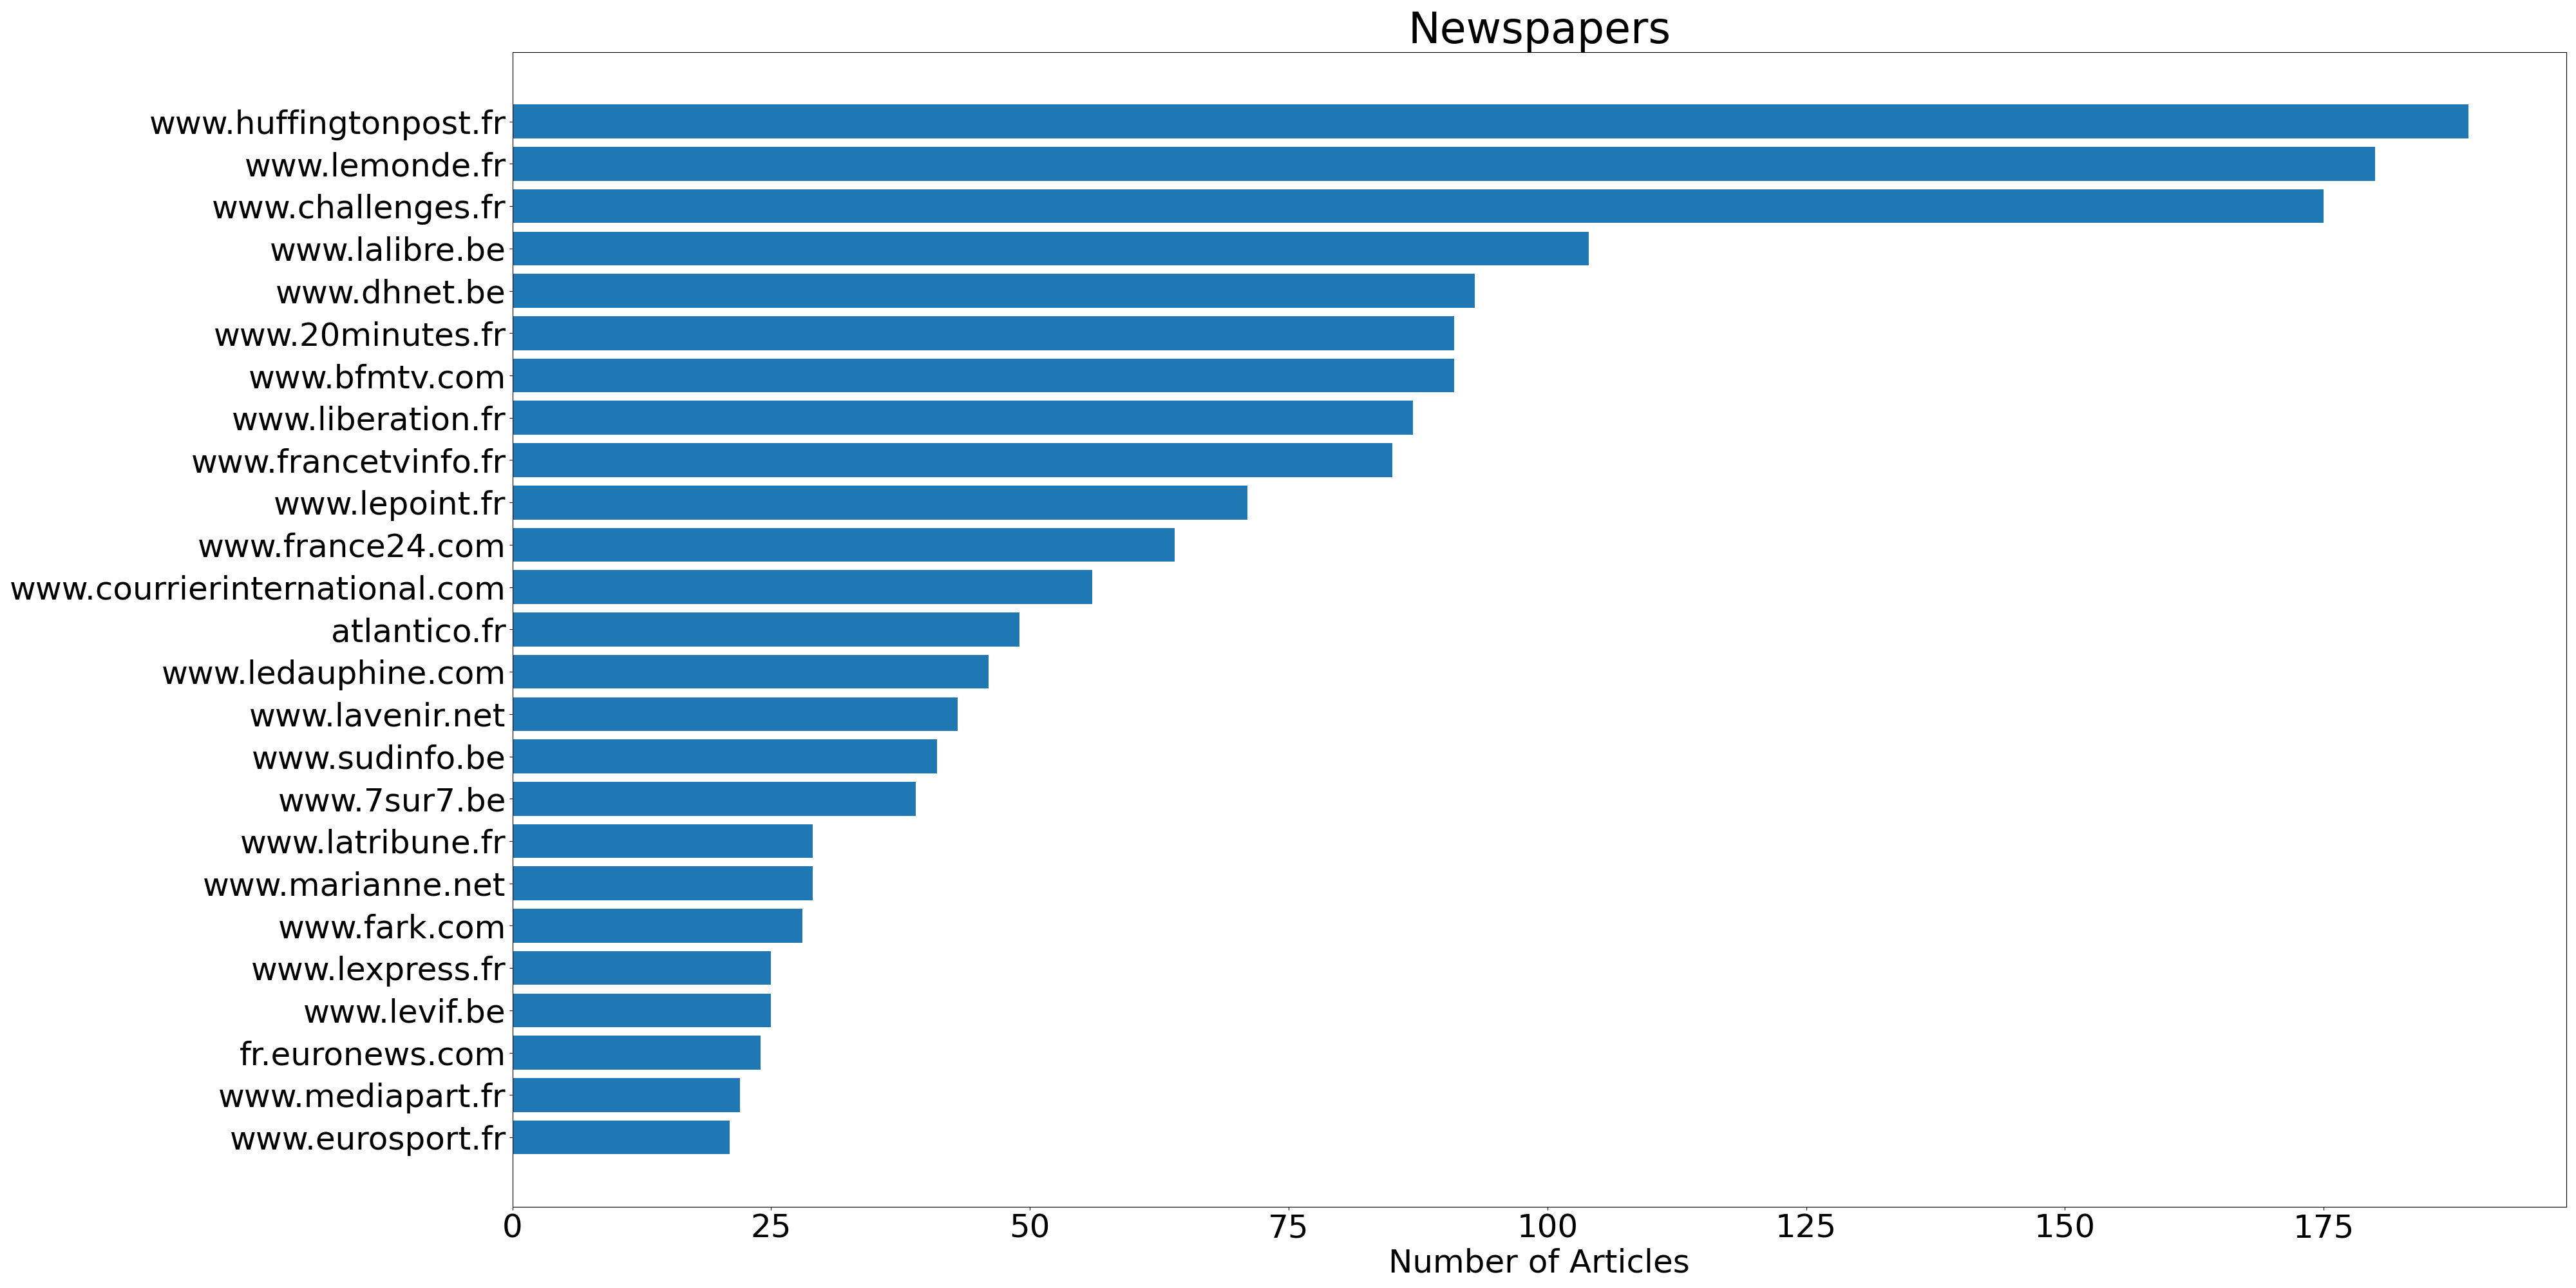 Newspapers
www.huffingtonpost.fr
www.lemonde.fr
www.challenges.fr
www.lalibre.be
www.dhnet.be
www.20minutes.fr
www.bfmtv.com
www.liberation.fr
www.francetvinfo.fr
www.lepoint.fr
www.france24.com
www.courrierinternational.com
atlantico.fr
www.ledauphine.com
www.lavenir.net
www.sudinfo.be
www.7sur7.be
www.latribune.fr
www.marianne.net
www.fark.com
www.lexpress.fr
www.levif.be
fr.euronews.com
www.mediapart.fr
www.eurosport.fr
0 25 50 75 100 125 150 175
Number of Articles